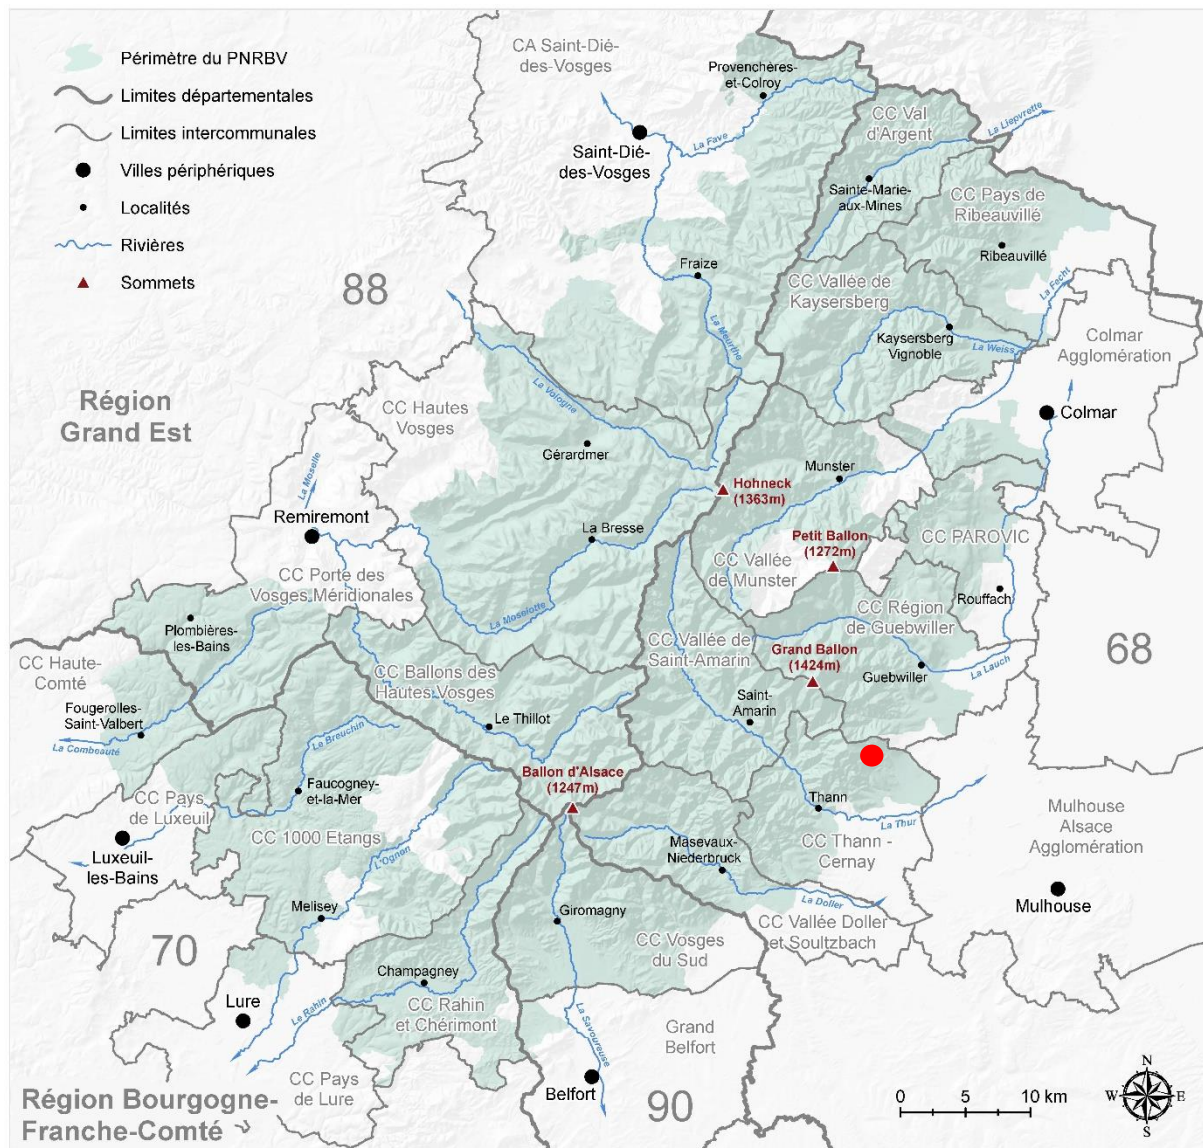 Périmètre du PNRBV
Limites départementales
Limites intercommunales
Villes périphériques
Localités
Rivières
Sommets
CA Saint-Dié-
des-Vosges
Provenchères-
et-Colroy
CC Val
d'Argent
La Liepvrette
La Fave
Saint-Dié-
des-Vosges
Sainte-Marie-
aux-Mines
CC Pays de
Ribeauvillé
Ribeauvillé
Fraize
88
CC Vallée de
Kaysersberg
La Fecht
La Meurthe
Kaysersberg
Vignoble
La Weiss
Colmar
Agglomération
Région
Grand Est
CC Hautes
Vosges
La Vologne
Colmar
Gérardmer
Munster
La Moselle
Hohneck
(1363m)
Remiremont
La Bresse
Petit Ballon
(1272m)
CC PAROVIC
CC Vallée
de Munster
CC Porte des
Vosges Méridionales
Rouffach
La Moselotte
CC Région
de Guebwiller
Plombières-
les-Bains
CC Vallée de
Saint-Amarin
Grand Ballon
(1424m)
68
CC Haute-
Comté
CC Ballons des
Hautes Vosges
Guebwiller
La Lauch
Fougerolles-
Saint-Valbert
Saint-
Amarin
Le Thillot
La Combeauté
Le Breuchin
Ballon d'Alsace
(1247m)
Faucogney-
et-la-Mer
CC Pays
de Luxeuil
Thann
La Thur
Mulhouse
Alsace
Agglomération
CC 1000 Etangs
CC Thann -
Cernay
Luxeuil-
les-Bains
L'Ognon
Masevaux-
Niederbruck
Mulhouse
La Doller
Melisey
Giromagny
CC Vallée Doller
et Soultzbach
70
CC Vosges
du Sud
Champagney
Lure
Le Rahin
CC Rahin
et Chérimont
La Savoureuse
Grand
Belfort
CC Pays
de Lure
Belfort
90
Région Bourgogne-
Franche-Comté
0 5 10 km
N
W E
S